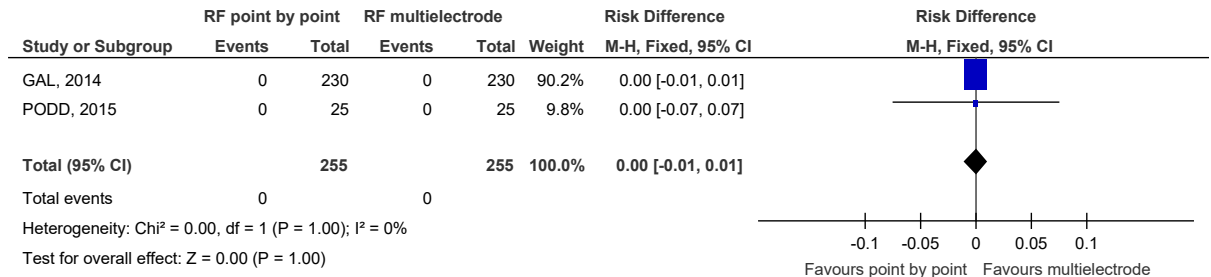 RF point by point RF multielectrode Risk Difference Risk Difference
Study or Subgroup Events Total Events Total Weight M-H, Fixed, 95% CI M-H, Fixed, 95% CI
GAL, 2014 0 230 0 230 90.2% 0.00 [-0.01, 0.01]
PODD, 2015 0 25 0 25 9.8% 0.00 [-0.07, 0.07]
Total (95% CI) 255 255 100.0% 0.00 [-0.01, 0.01]
Total events 0 0
Heterogeneity: Chi² = 0.00, df = 1 (P = 1.00); I² = 0%
Test for overall effect: Z = 0.00 (P = 1.00)
-0.1 -0.05 0 0.05 0.1
Favours point by point Favours multielectrode